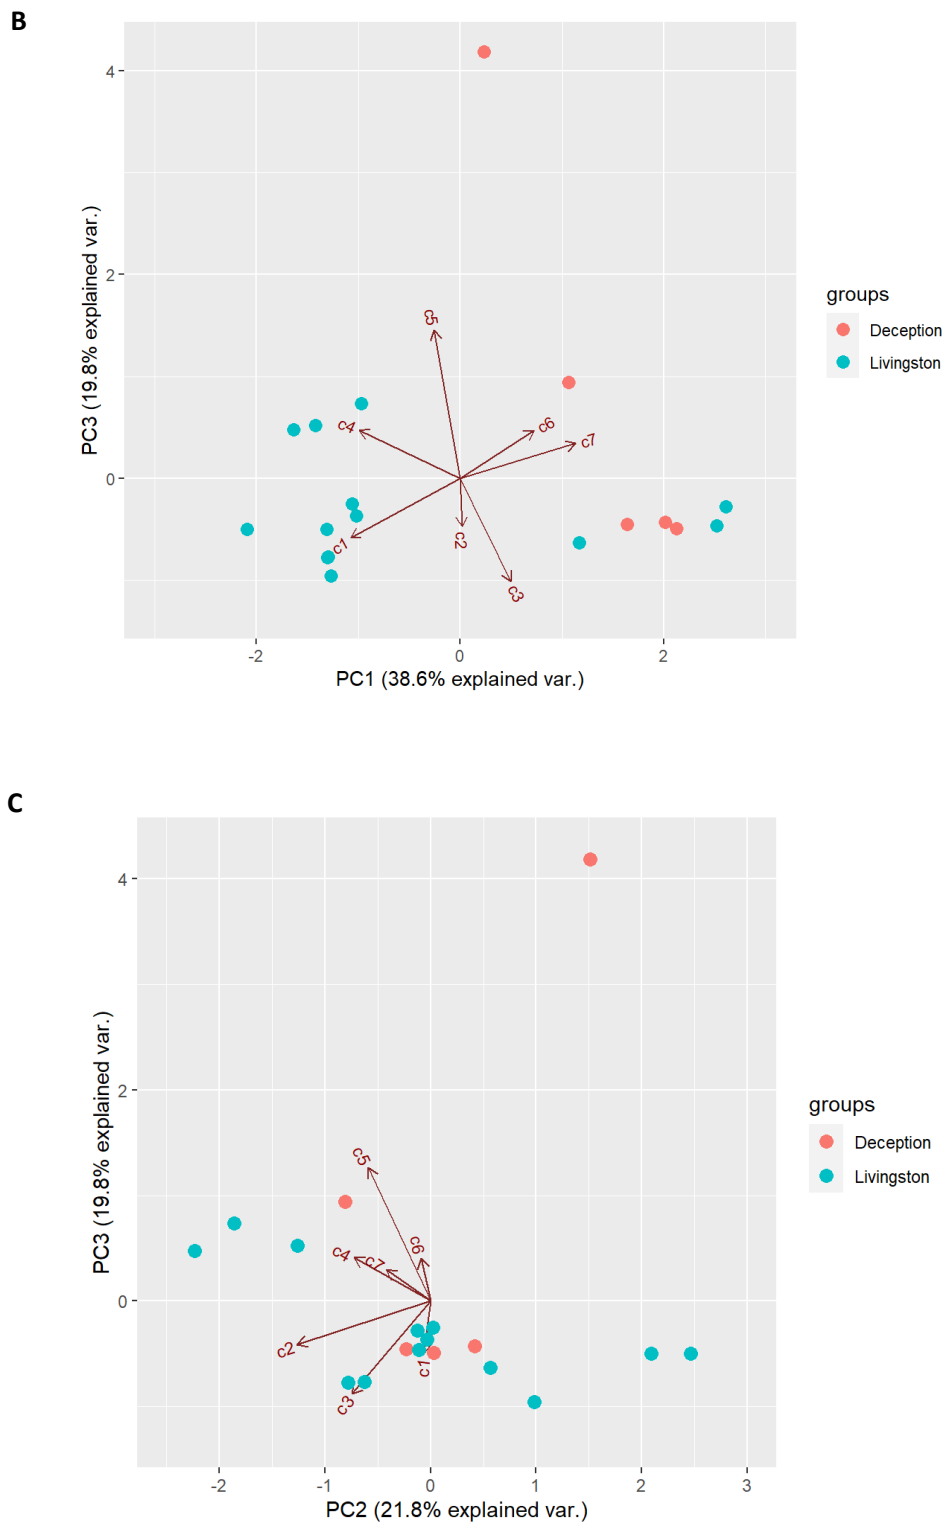 B
4
2
0
PC3 (19.8% explained var.)
c5
c4
c6
c7
c1
c2
c3
-2
0
2
PC1 (38.6% explained var.)
groups
Deception
Livingston
C
4
2
0
PC3 (19.8% explained var.)
c5
c6
c4
c7
c2
c1
c3
-2
-1
0
1
2
3
PC2 (21.8% explained var.)
groups
Deception
Livingston